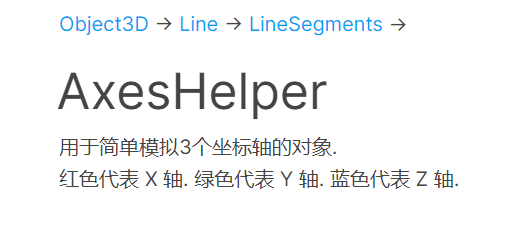 Object3D → Line → LineSegments →
AxesHelper
用于简单模拟3个坐标轴的对象.
红色代表 X 轴. 绿色代表 Y 轴. 蓝色代表 Z 轴.